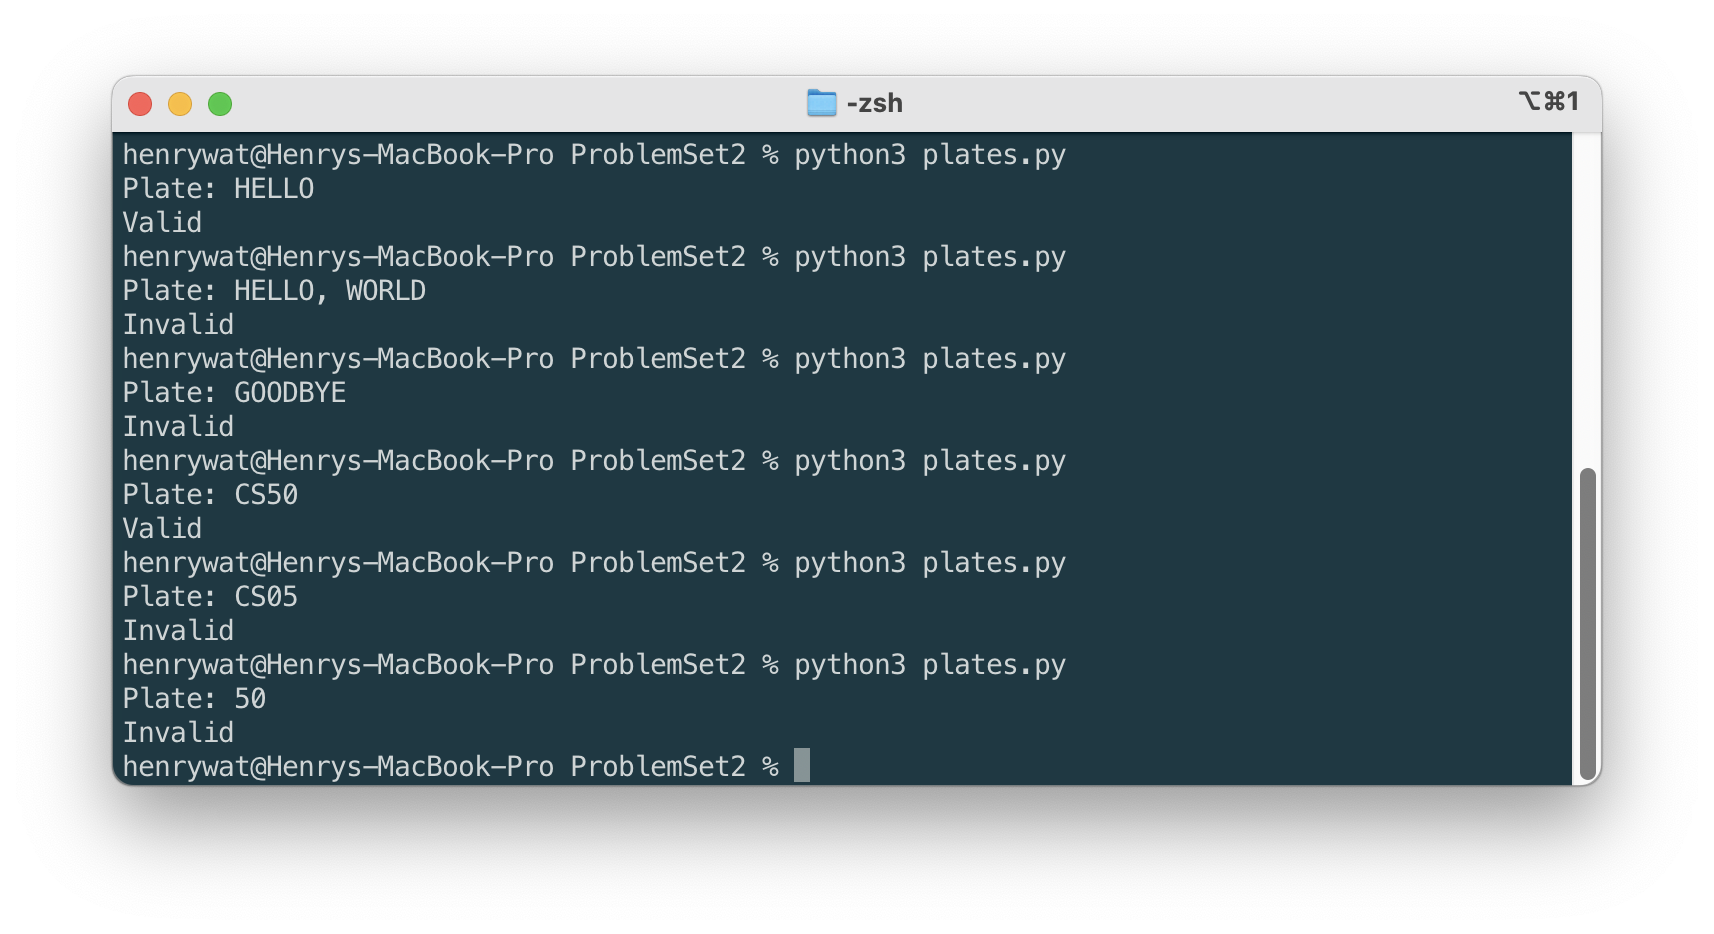 -zsh
⌥⌘1
henrywat@Henrys-MacBook-Pro ProblemSet2 % python3 plates.py
Plate: HELLO
Valid
henrywat@Henrys-MacBook-Pro ProblemSet2 % python3 plates.py
Plate: HELLO, WORLD
Invalid
henrywat@Henrys-MacBook-Pro ProblemSet2 % python3 plates.py
Plate: GOODBYE
Invalid
henrywat@Henrys-MacBook-Pro ProblemSet2 % python3 plates.py
Plate: CS50
Valid
henrywat@Henrys-MacBook-Pro ProblemSet2 % python3 plates.py
Plate: CS05
Invalid
henrywat@Henrys-MacBook-Pro ProblemSet2 % python3 plates.py
Plate: 50
Invalid
henrywat@Henrys-MacBook-Pro ProblemSet2 %